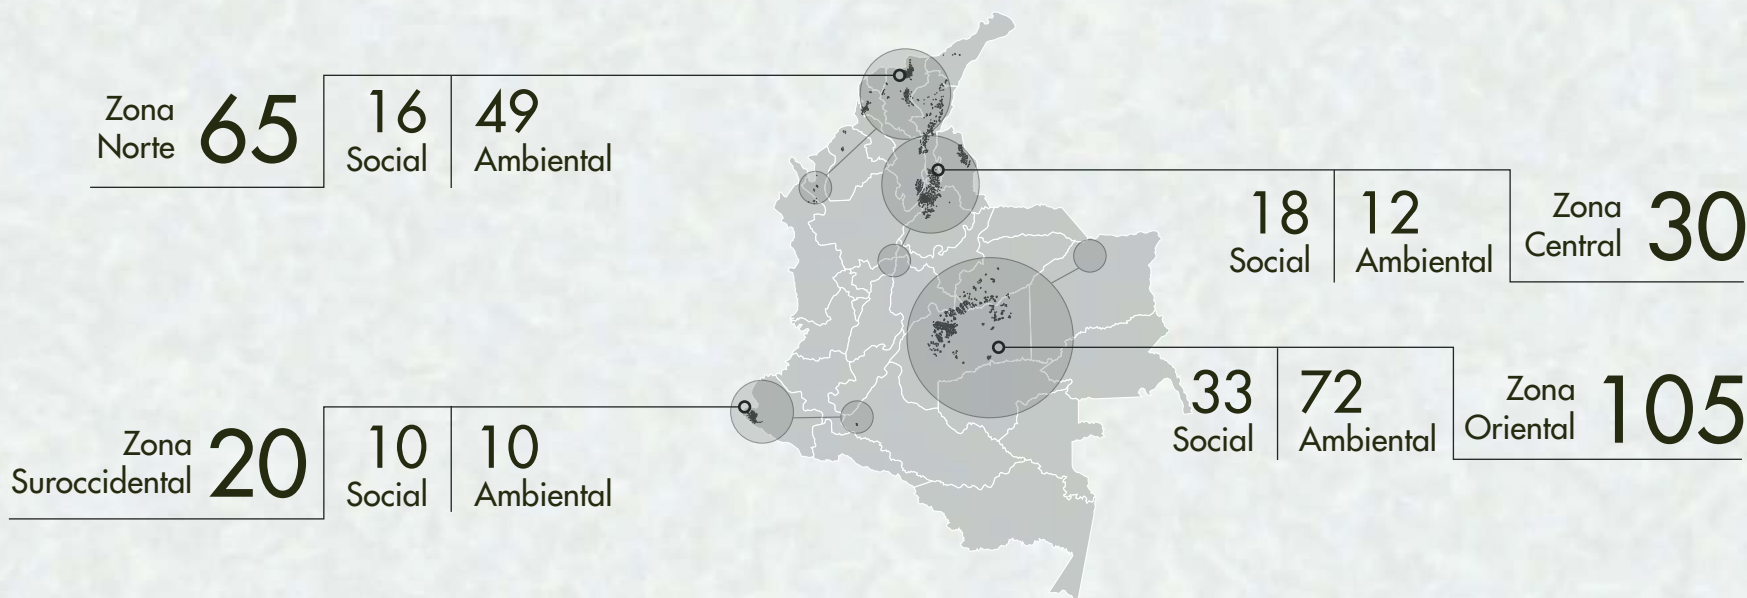 Zona
Norte
65
16
Social
49
Ambiental
18
Social
12
Ambiental
Zona
Central
30
33
Social
72
Ambiental
Zona
Oriental
105
Zona
Suroccidental
20
10
Social
10
Ambiental